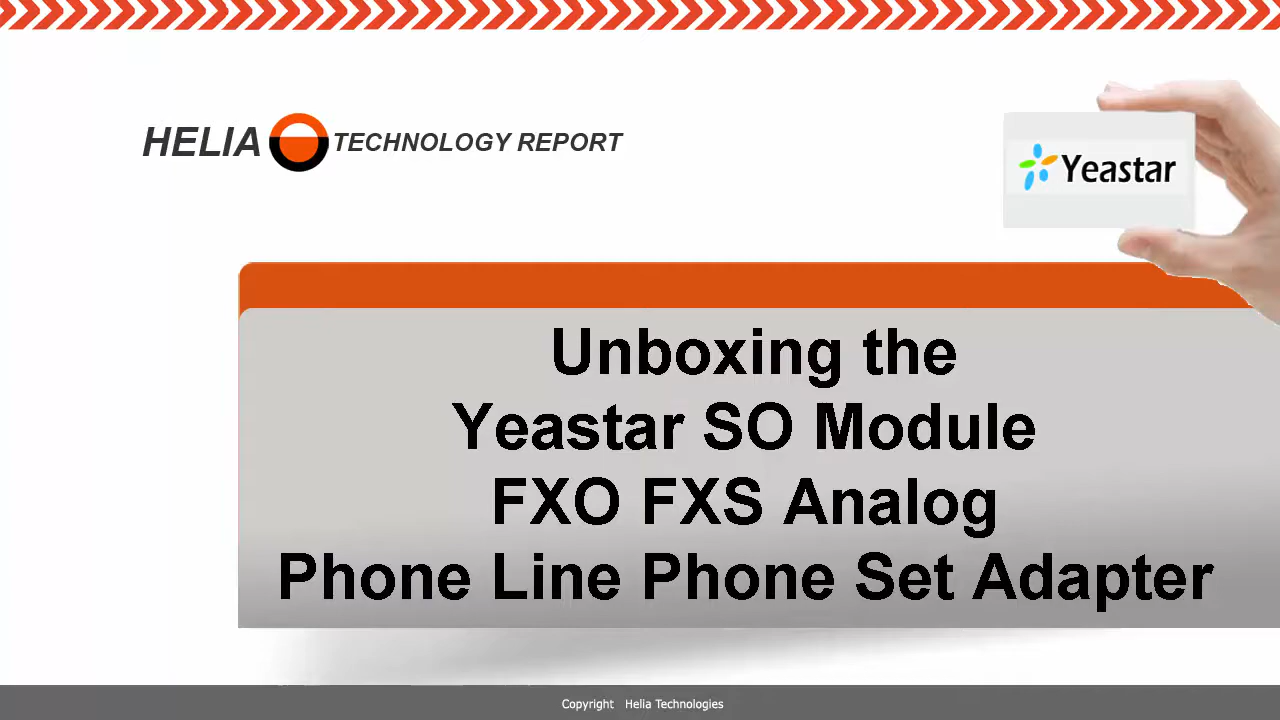 HELIA TECHNOLOGY REPORT
Yeastar
Unboxing the
Yeastar SO Module
FXO FXS Analog
Phone Line Phone Set Adapter
Copyright Helia Technologies